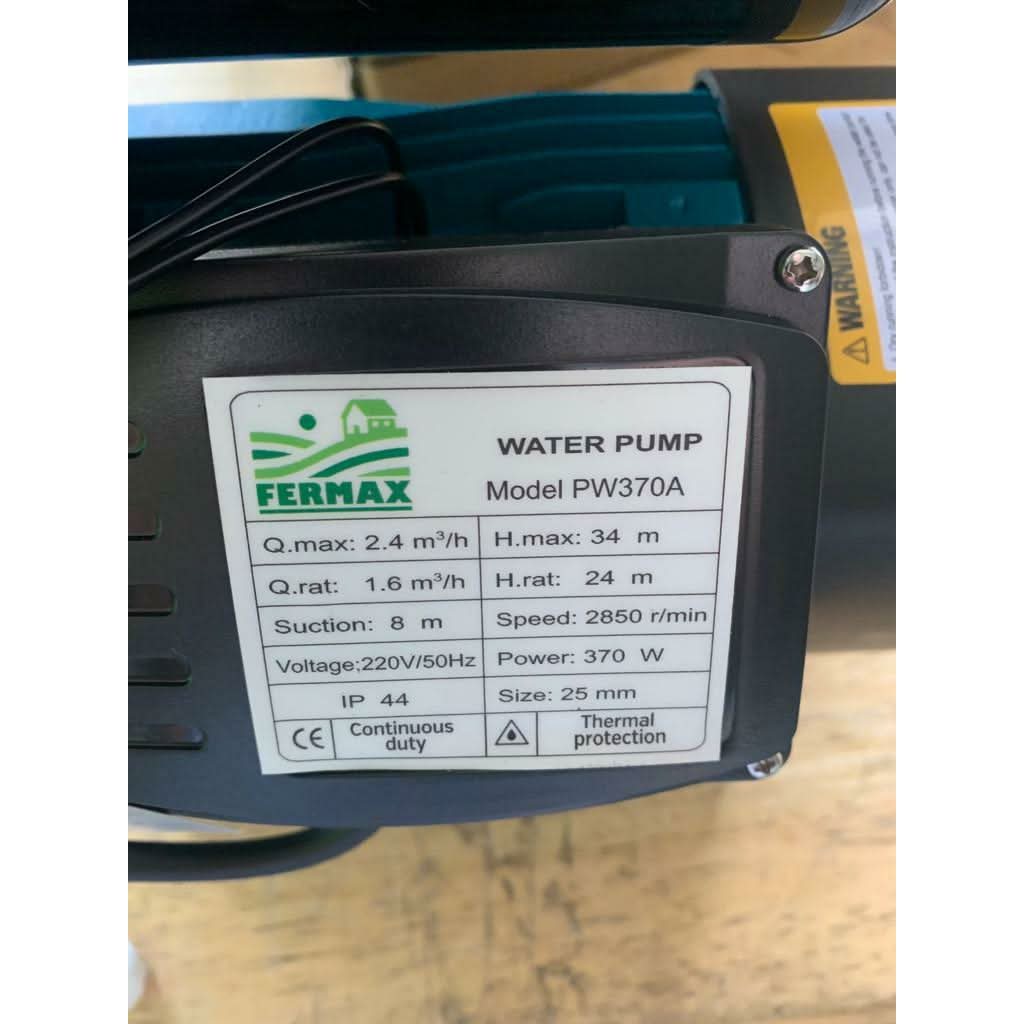 FERMAX
WATER PUMP
Model PW370A
Q.max: 2.4 m³/h
H.max: 34 m
Q.rat: 1.6 m³/h
H.rat: 24 m
Suction: 8 m
Speed: 2850 r/min
Voltage;220V/50Hz
Power: 370 W
IP 44
Size: 25 mm
CE
Continuous
duty
Thermal
protection
WARNING